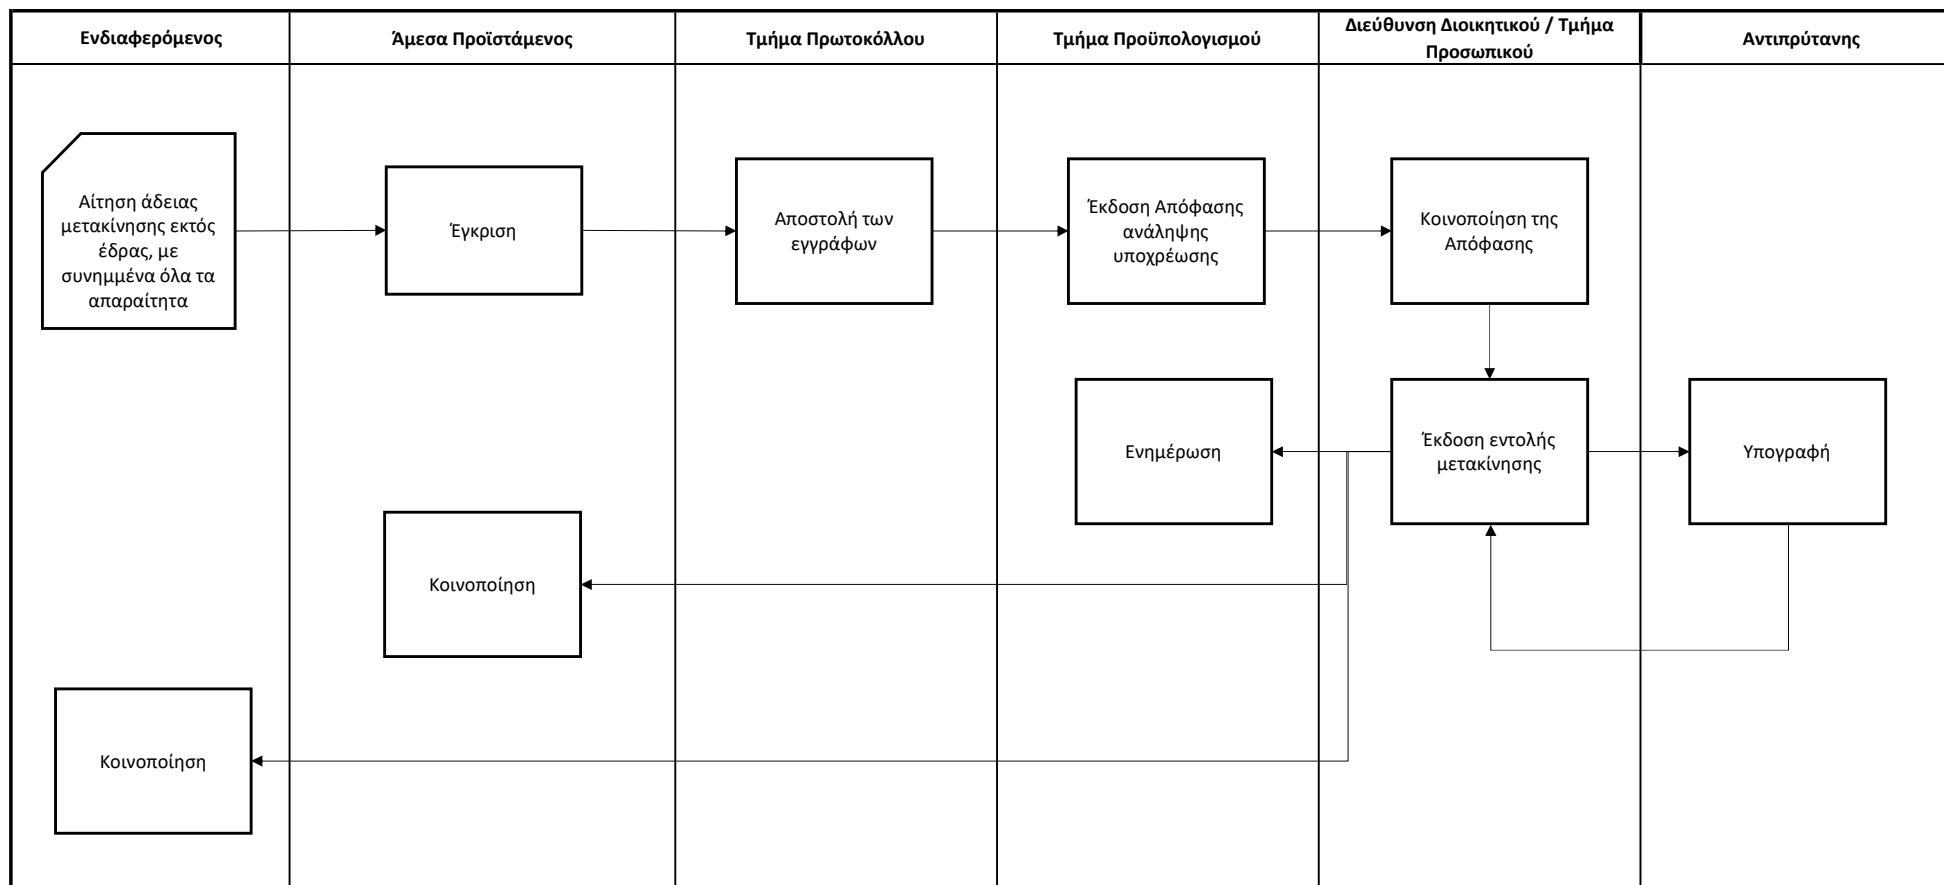 Ενδιαφερόμενος
Άμεσα Προϊστάμενος
Τμήμα Πρωτοκόλλου
Τμήμα Προϋπολογισμού
Διεύθυνση Διοικητικού / Τμήμα
Προσωπικού
Αντιπρύτανης
Αίτηση άδειας
μετακίνησης εκτός
έδρας, με
συνημμένα όλα τα
απαραίτητα
Έγκριση
Αποστολή των
εγγράφων
Έκδοση Απόφασης
ανάληψης
υποχρέωσης
Κοινοποίηση της
Απόφασης
Ενημέρωση
Έκδοση εντολής
μετακίνησης
Υπογραφή
Κοινοποίηση
Κοινοποίηση